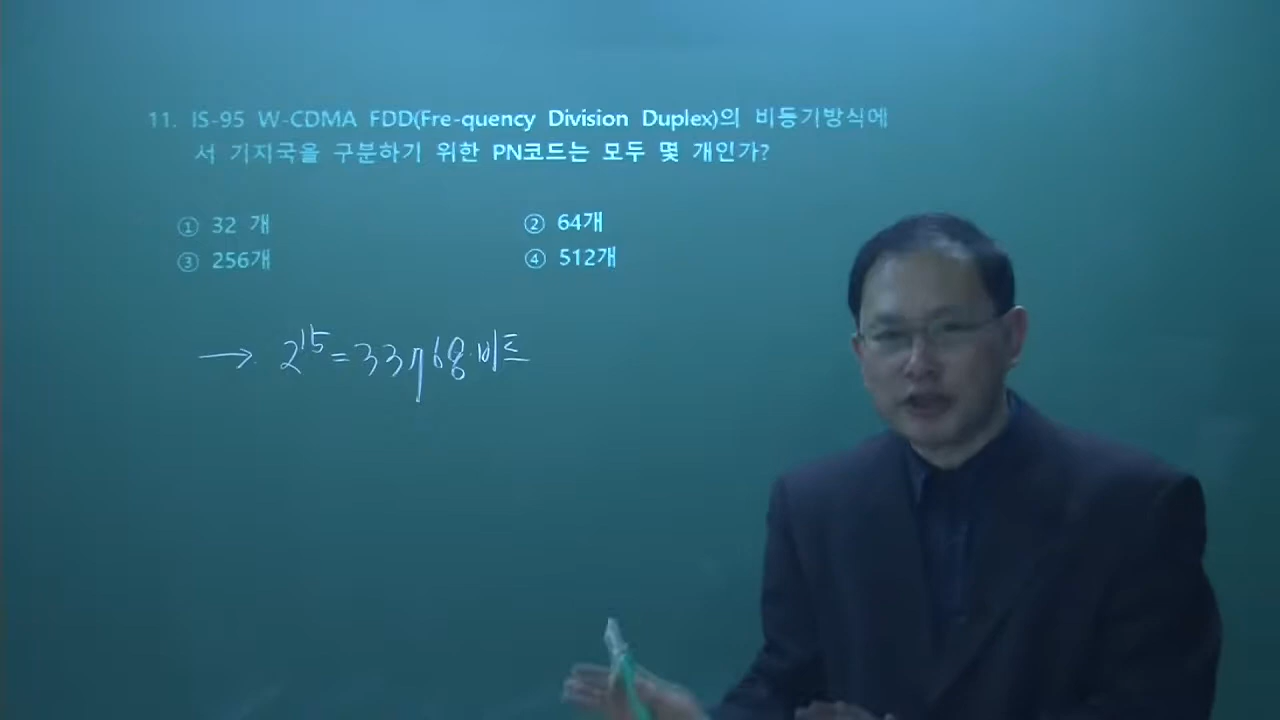 11. IS-95 W-CDMA FDD(Fre-quency Division Duplex)의 비동기방식에
서 기지국을 구분하기 위한 PN코드는 모두 몇 개인가?
① 32 개 ② 64개
③ 256개 ④ 512개
→ 2¹⁵=33768 비트